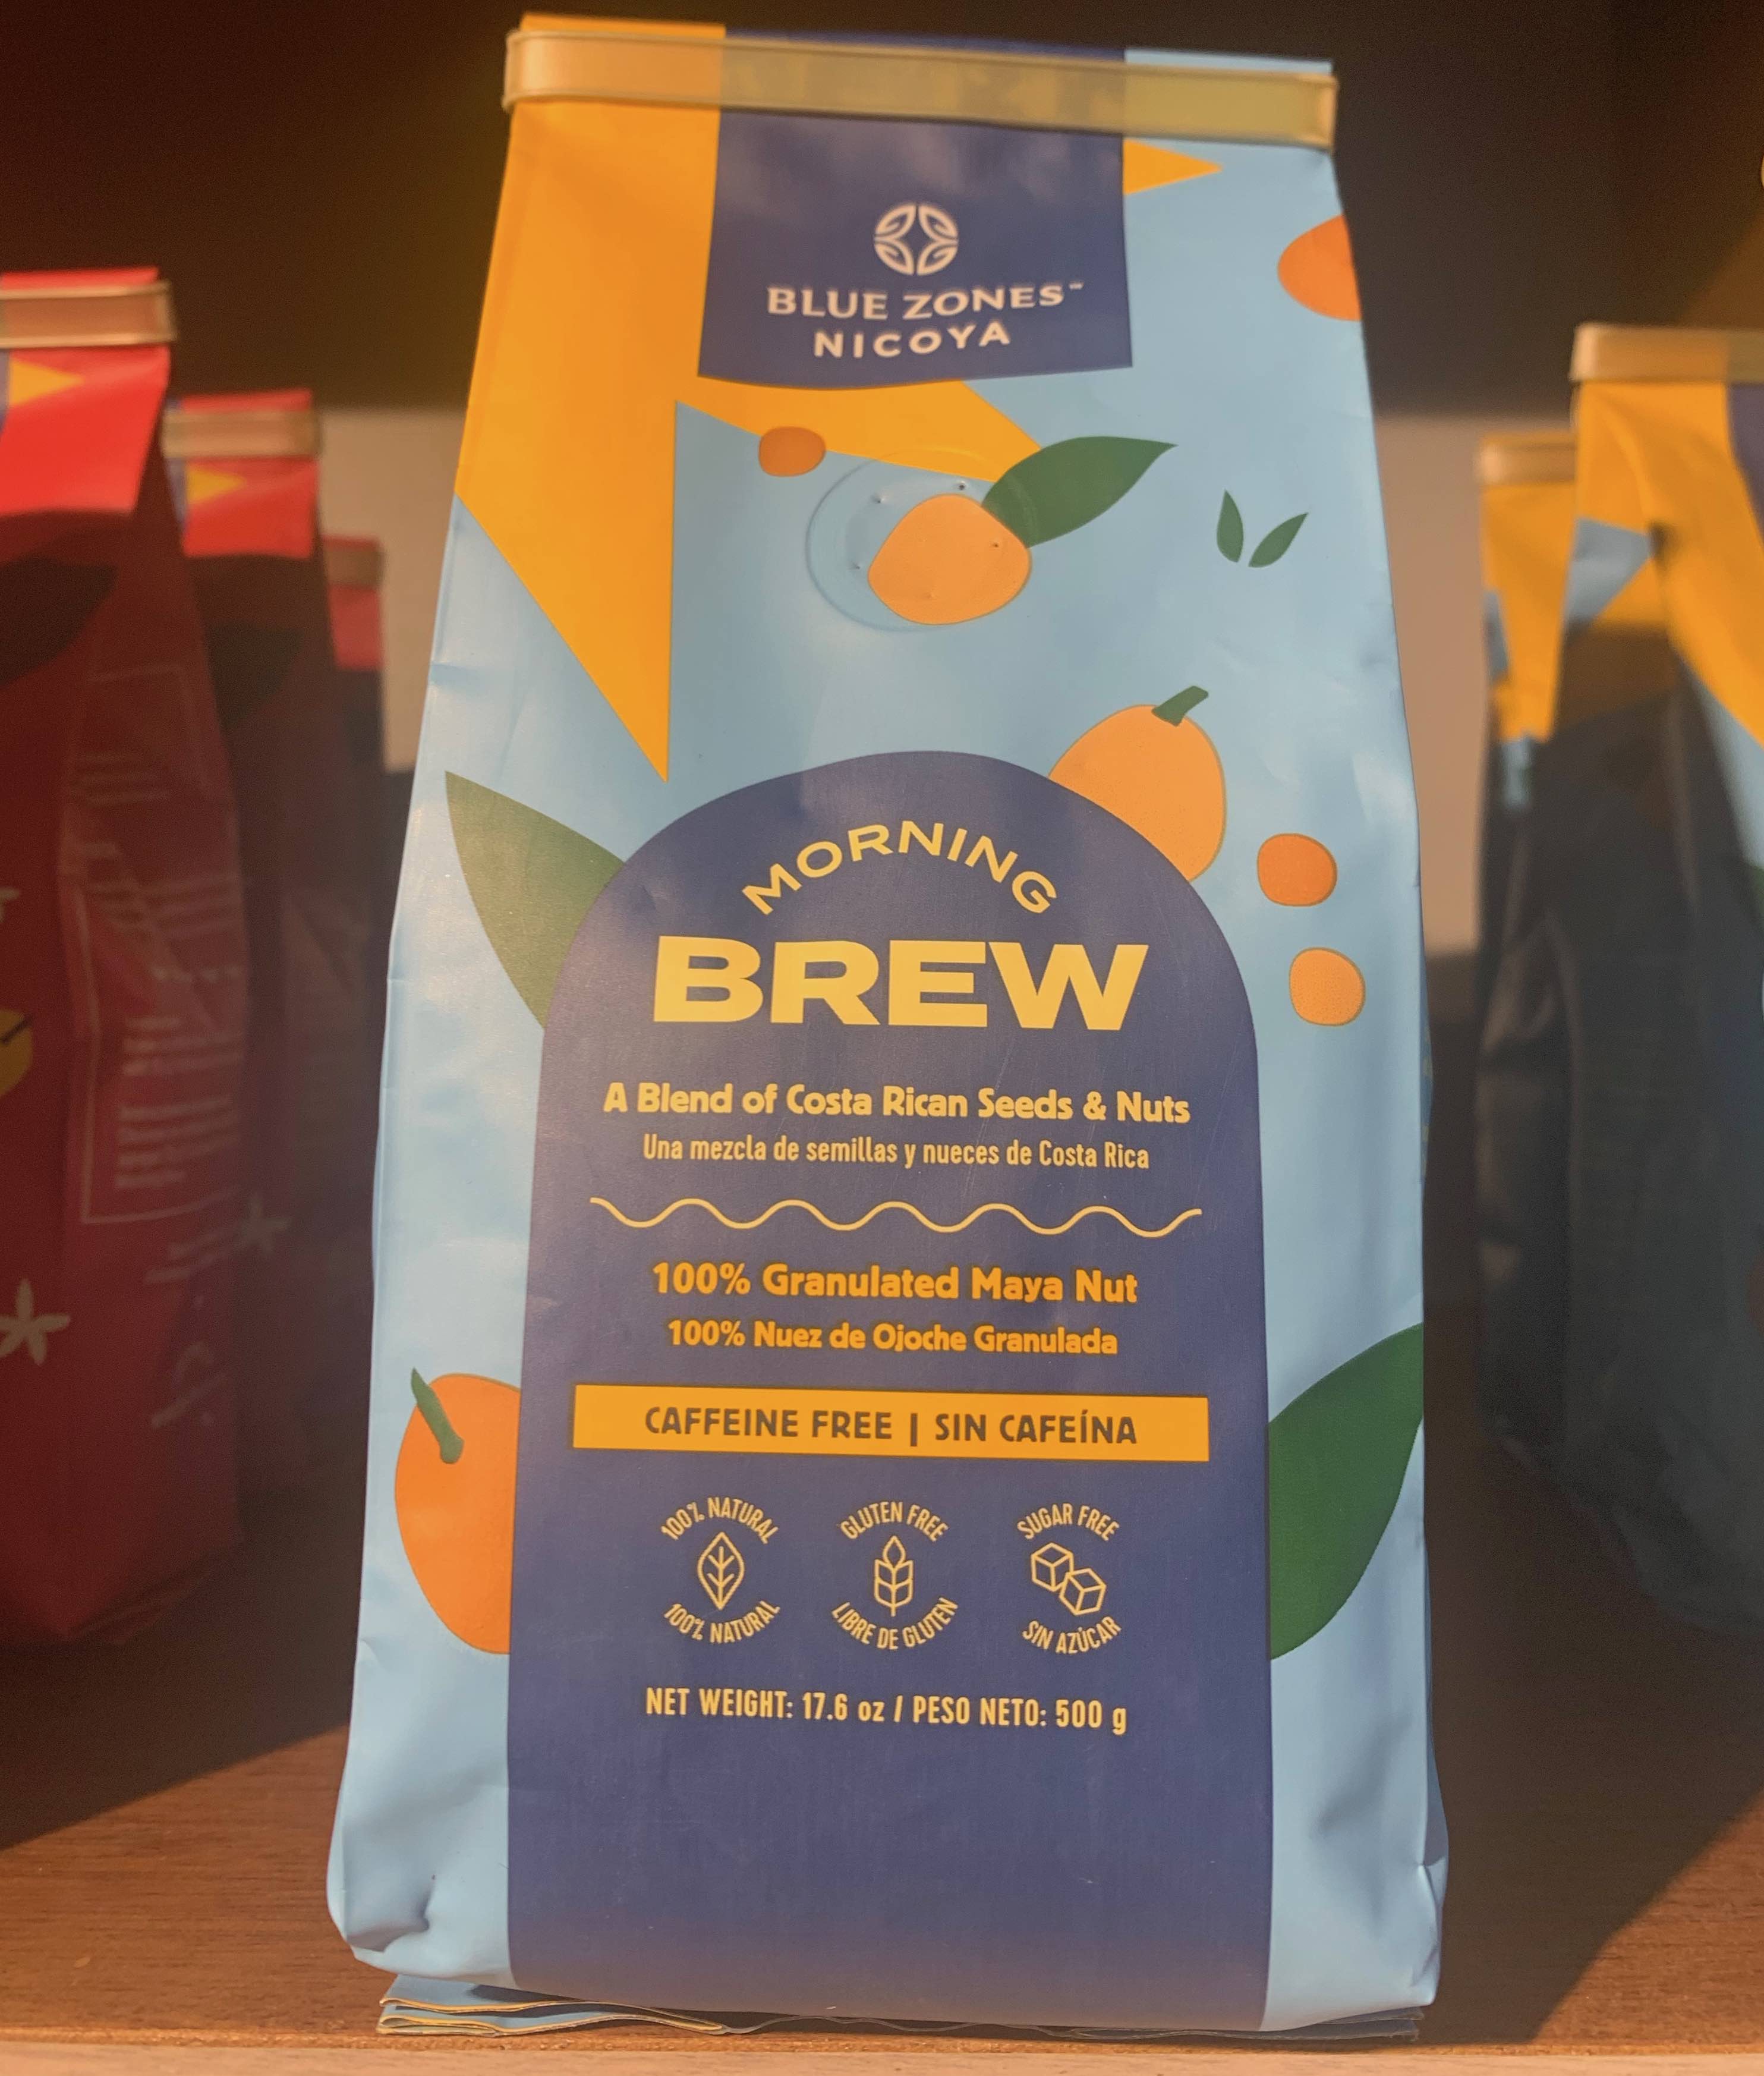 BLUE ZONES™
NICOYA
MORNING
BREW
A Blend of Costa Rican Seeds & Nuts
Una mezcla de semillas y nueces de Costa Rica
100% Granulated Maya Nut
100% Nuez de Ojoche Granulada
CAFFEINE FREE | SIN CAFEÍNA
100% NATURAL
100% NATURAL
GLUTEN FREE
LIBRE DE GLUTEN
SUGAR FREE
SIN AZÚCAR
NET WEIGHT: 17.6 oz / PESO NETO: 500 g